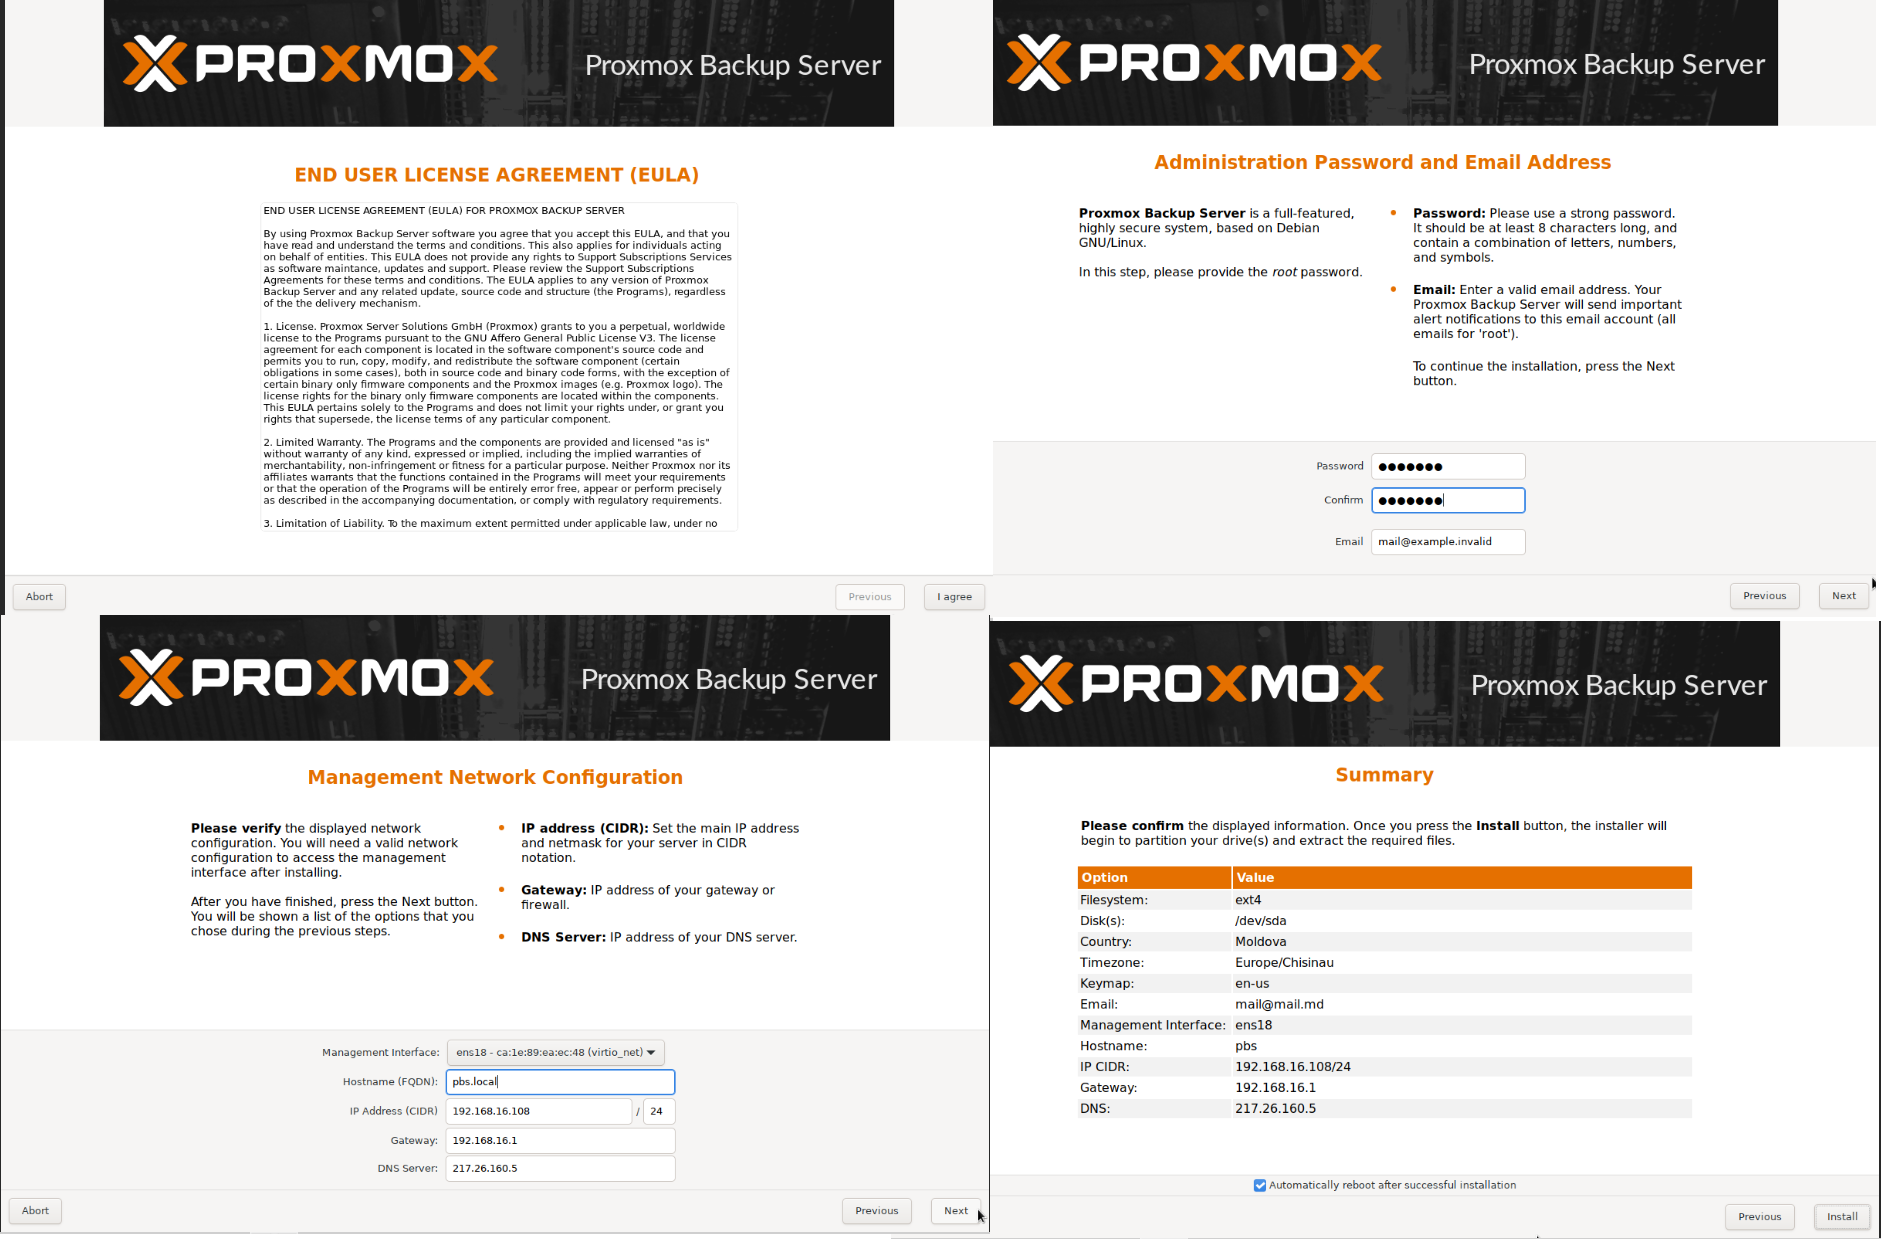 PROXMOX
Proxmox Backup Server
END USER LICENSE AGREEMENT (EULA)
END USER LICENSE AGREEMENT (EULA) FOR PROXMOX BACKUP SERVER
By using Proxmox Backup Server software you agree that you accept this EULA, and that you
have read and understand the terms and conditions. This also applies for individuals acting
on behalf of entities. This EULA does not provide any rights to Support Subscriptions Services
as software maintance, updates and support. Please review the Support Subscriptions
Agreements for these terms and conditions. The EULA applies to any version of Proxmox
Backup Server and any related update, source code and structure (the Programs), regardless
of the the delivery mechanism.
1. License. Proxmox Server Solutions GmbH (Proxmox) grants to you a perpetual, worldwide
license to the Programs pursuant to the GNU Affero General Public License V3. The license
agreement for each component is located in the software component's source code and
permits you to run, copy, modify, and redistribute the software component (certain
obligations in some cases), both in source code and binary code forms, with the exception of
certain binary only firmware components and the Proxmox images (e.g. Proxmox logo). The
license rights for the binary only firmware components are located within the components.
This EULA pertains solely to the Programs and does not limit your rights under, or grant you
rights that supersede, the license terms of any particular component.
2. Limited Warranty. The Programs and the components are provided and licensed "as is"
without warranty of any kind, expressed or implied, including the implied warranties of
merchantability, non-infringement or fitness for a particular purpose. Neither Proxmox nor its
affiliates warrants that the functions contained in the Programs will meet your requirements
or that the operation of the Programs will be entirely error free, appear or perform precisely
as described in the accompanying documentation, or comply with regulatory requirements.
3. Limitation of Liability. To the maximum extent permitted under applicable law, under no
Abort
Previous
I agree
PROXMOX
Proxmox Backup Server
Administration Password and Email Address
Proxmox Backup Server is a full-featured,
highly secure system, based on Debian
GNU/Linux.
In this step, please provide the root password.
• Password: Please use a strong password.
It should be at least 8 characters long, and
contain a combination of letters, numbers,
and symbols.
• Email: Enter a valid email address. Your
Proxmox Backup Server will send important
alert notifications to this email account (all
emails for 'root').
To continue the installation, press the Next
button.
Password ●●●●●●●
Confirm ●●●●●●●
Email mail@example.invalid
Previous
Next
PROXMOX
Proxmox Backup Server
Management Network Configuration
Please verify the displayed network
configuration. You will need a valid network
configuration to access the management
interface after installing.
After you have finished, press the Next button.
You will be shown a list of the options that you
chose during the previous steps.
• IP address (CIDR): Set the main IP address
and netmask for your server in CIDR
notation.
• Gateway: IP address of your gateway or
firewall.
• DNS Server: IP address of your DNS server.
Management Interface: ens18 - ca:1e:89:ea:ec:48 (virtio_net)
Hostname (FQDN): pbs.local
IP Address (CIDR) 192.168.16.108 / 24
Gateway: 192.168.16.1
DNS Server: 217.26.160.5
Abort
Previous
Next
PROXMOX
Proxmox Backup Server
Summary
Please confirm the displayed information. Once you press the Install button, the installer will
begin to partition your drive(s) and extract the required files.
Option Value
Filesystem: ext4
Disk(s): /dev/sda
Country: Moldova
Timezone: Europe/Chisinau
Keymap: en-us
Email: mail@mail.md
Management Interface: ens18
Hostname: pbs
IP CIDR: 192.168.16.108/24
Gateway: 192.168.16.1
DNS: 217.26.160.5
Automatically reboot after successful installation
Previous
Install